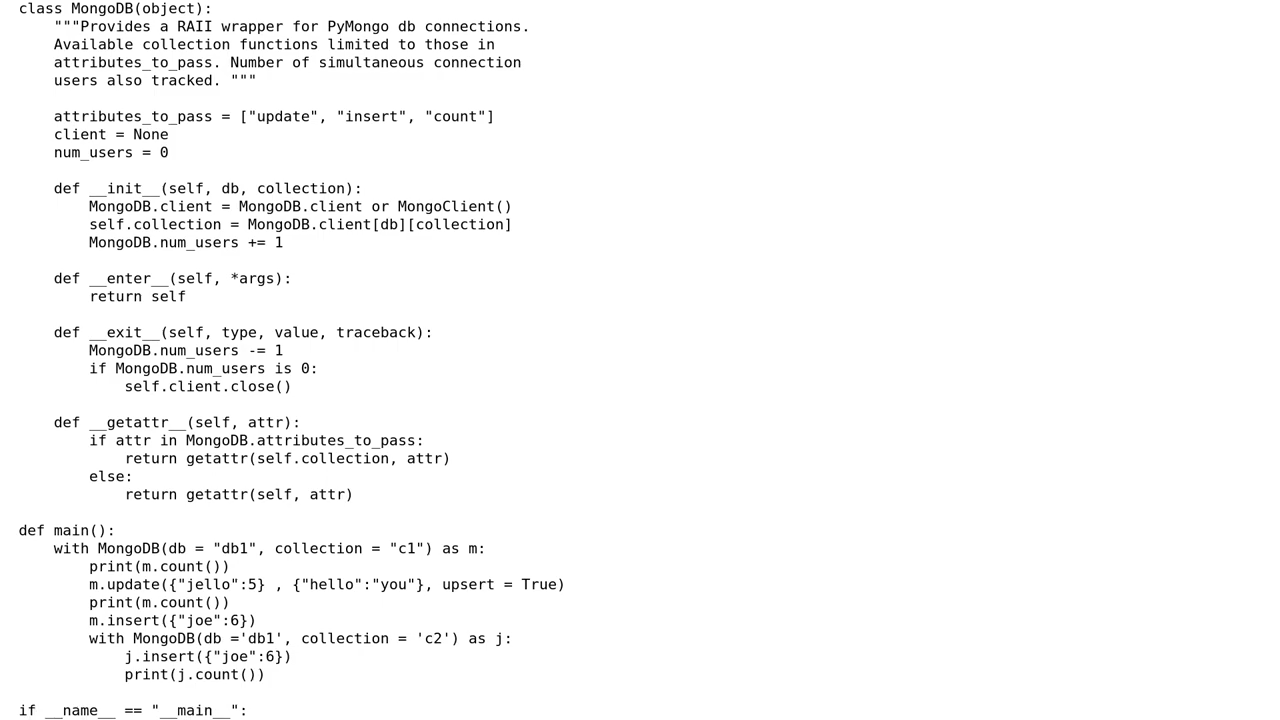 class MongoDB(object):
    """Provides a RAII wrapper for PyMongo db connections.
    Available collection functions limited to those in
    attributes_to_pass. Number of simultaneous connection
    users also tracked. """

    attributes_to_pass = ["update", "insert", "count"]
    client = None
    num_users = 0

    def __init__(self, db, collection):
        MongoDB.client = MongoDB.client or MongoClient()
        self.collection = MongoDB.client[db][collection]
        MongoDB.num_users += 1

    def __enter__(self, *args):
        return self

    def __exit__(self, type, value, traceback):
        MongoDB.num_users -= 1
        if MongoDB.num_users is 0:
            self.client.close()

    def __getattr__(self, attr):
        if attr in MongoDB.attributes_to_pass:
            return getattr(self.collection, attr)
        else:
            return getattr(self, attr)

def main():
    with MongoDB(db = "db1", collection = "c1") as m:
        print(m.count())
        m.update({"jello":5} , {"hello":"you"}, upsert = True)
        print(m.count())
        m.insert({"joe":6})
        with MongoDB(db ='db1', collection = 'c2') as j:
            j.insert({"joe":6})
            print(j.count())

if __name__ == "__main__":